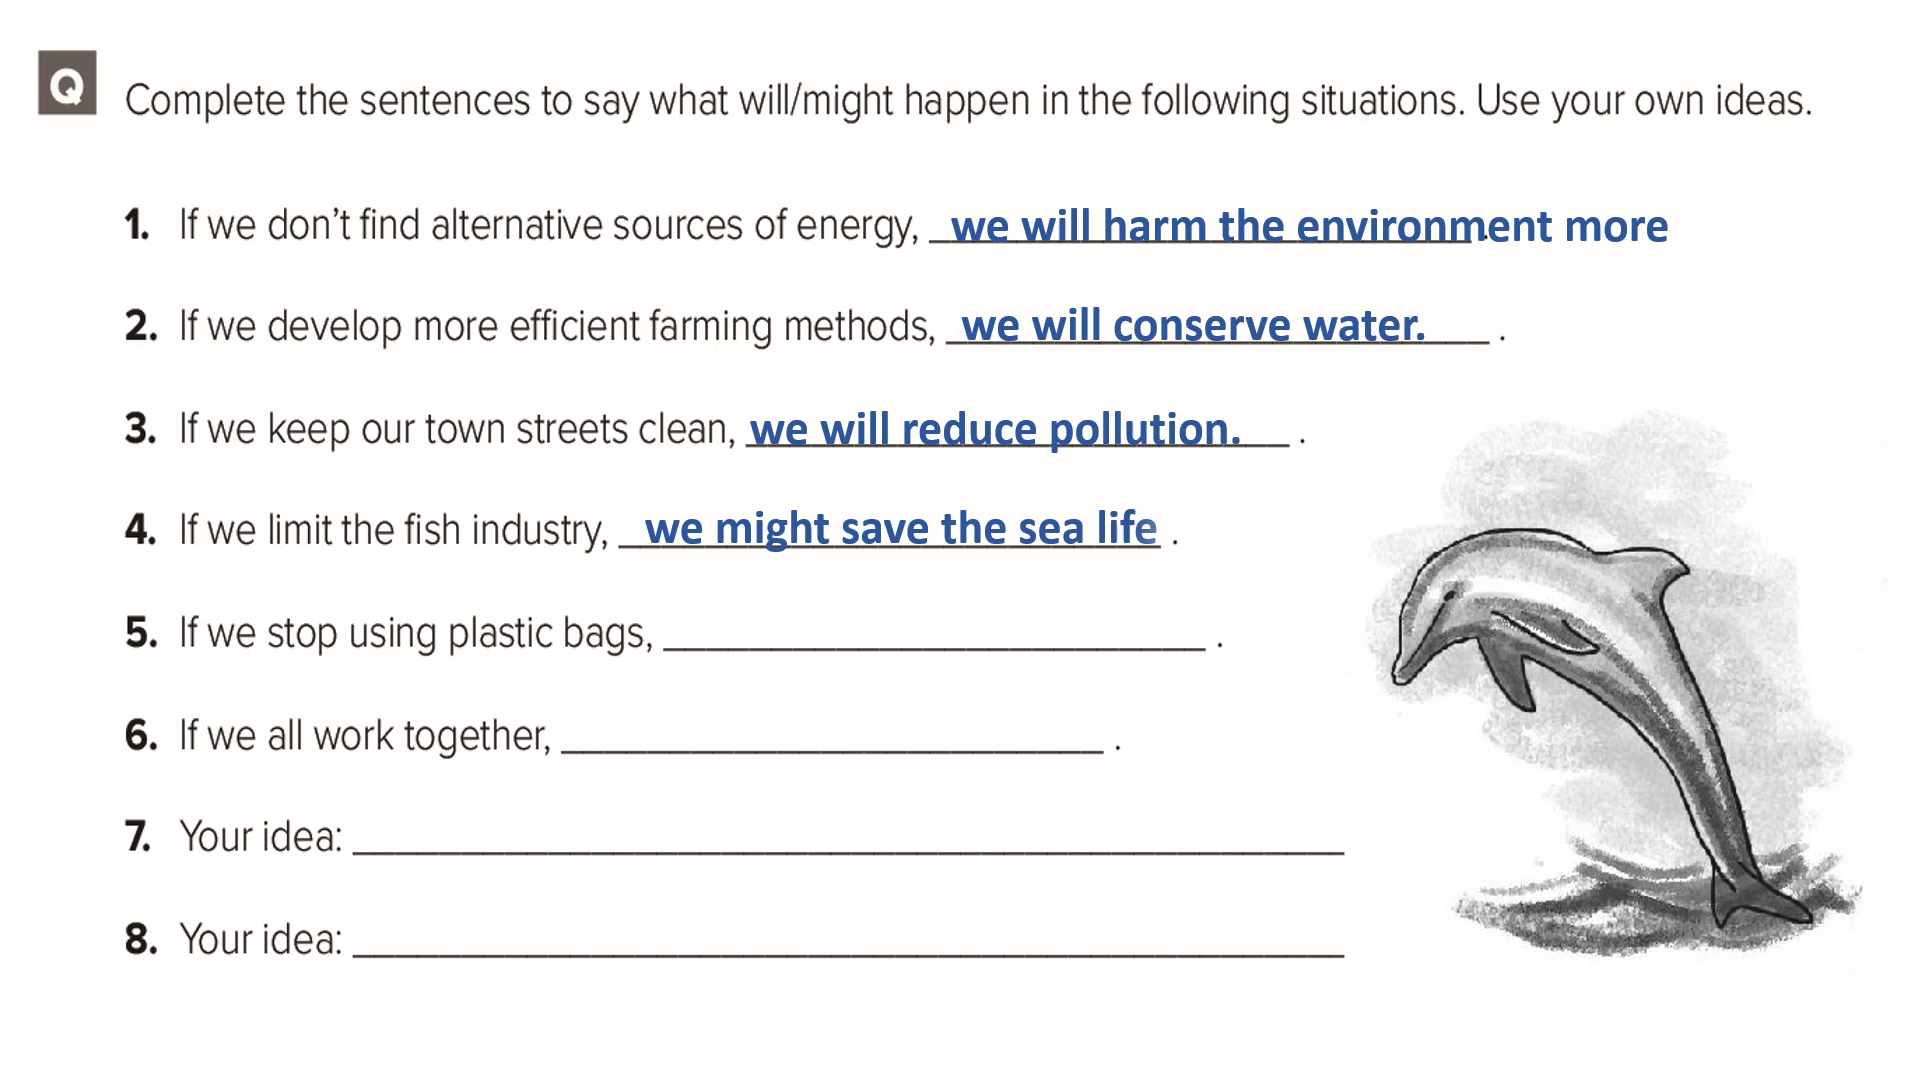 Q Complete the sentences to say what will/might happen in the following situations. Use your own ideas.
1. If we don't find alternative sources of energy, we will harm the environment more.
2. If we develop more efficient farming methods, we will conserve water. .
3. If we keep our town streets clean, we will reduce pollution. .
4. If we limit the fish industry, we might save the sea life .
5. If we stop using plastic bags, _________________________ .
6. If we all work together, _________________________ .
7. Your idea: ______________________________________________
8. Your idea: ______________________________________________